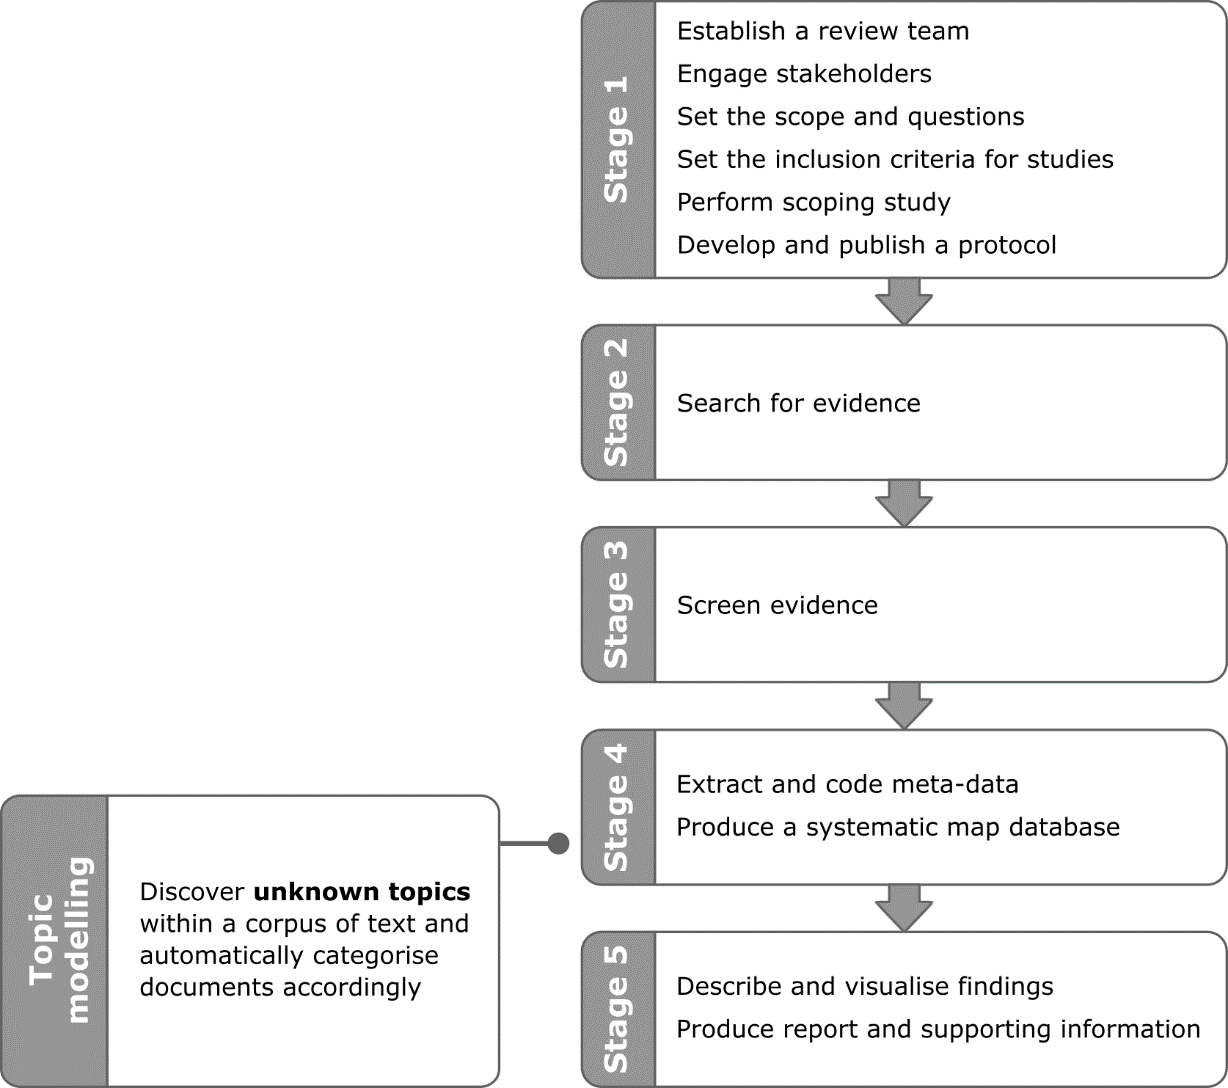 Stage 1
Establish a review team
Engage stakeholders
Set the scope and questions
Set the inclusion criteria for studies
Perform scoping study
Develop and publish a protocol
Stage 2
Search for evidence
Stage 3
Screen evidence
Stage 4
Extract and code meta-data
Produce a systematic map database
Topic
modelling
Discover unknown topics
within a corpus of text and
automatically categorise
documents accordingly
Stage 5
Describe and visualise findings
Produce report and supporting information